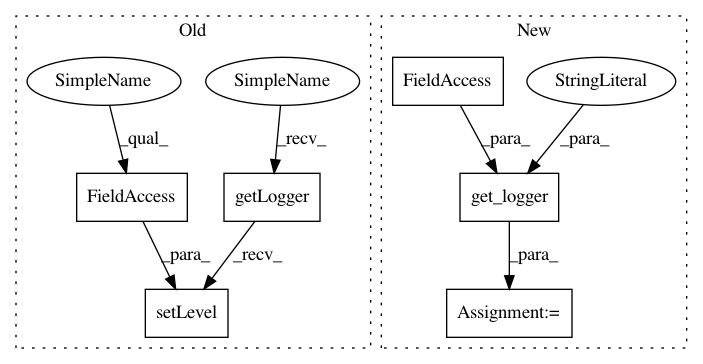 Old
New
SimpleName
SimpleName
FieldAccess
StringLiteral
_qual_
_recv_
_para_
_para_
FieldAccess
getLogger
get_logger
_para_
_recv_
_para_
setLevel
Assignment:=